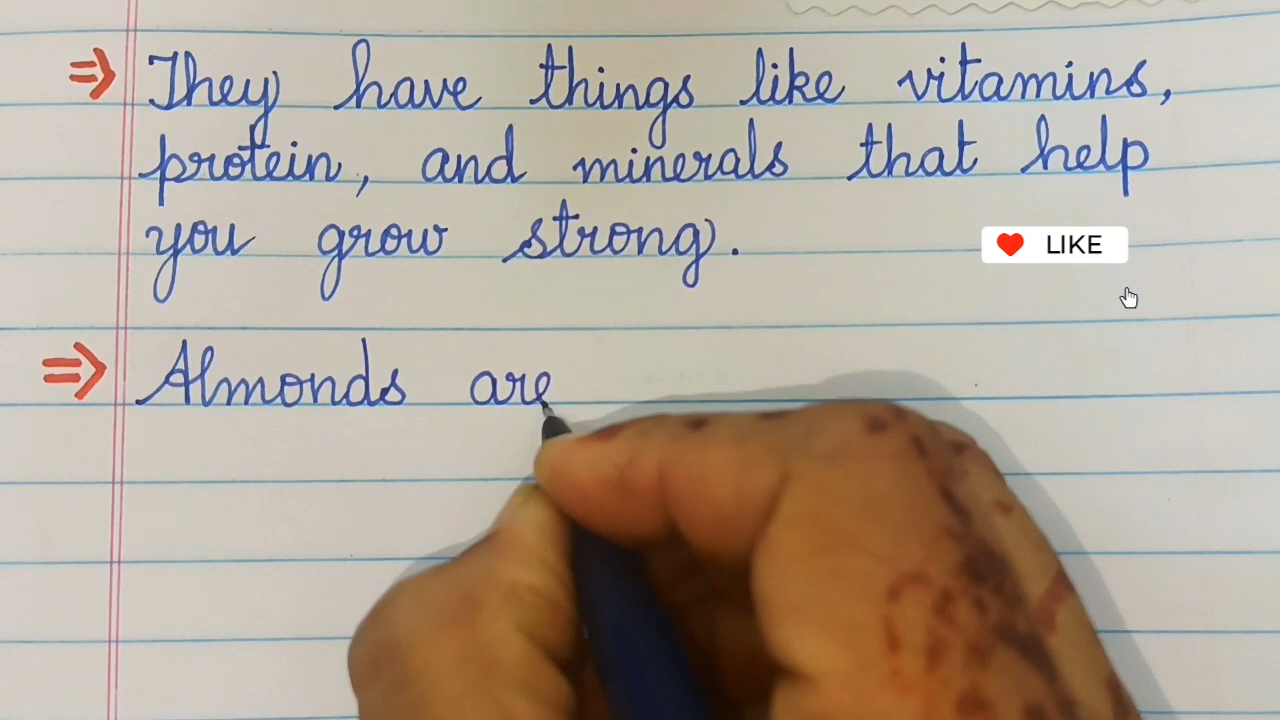 ⇒ They have things like vitamins,
protein, and minerals that help
you grow strong.
LIKE
⇒ Almonds are